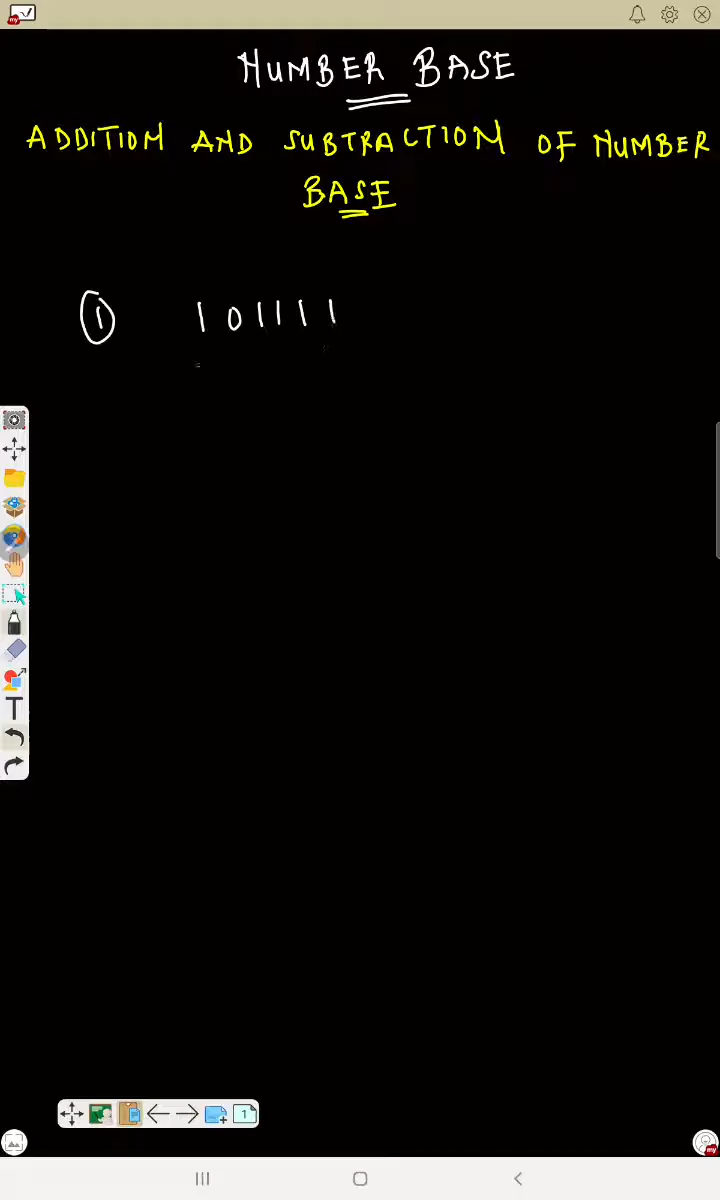 NUMBER BASE
ADDITION AND SUBTRACTION OF NUMBER
BASE
① 101111